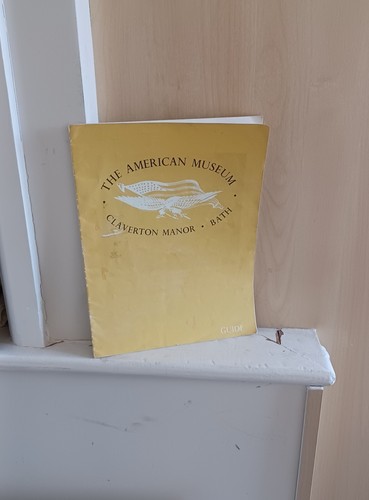 • THE AMERICAN MUSEUM •
CLAVERTON MANOR • BATH
GUIDE